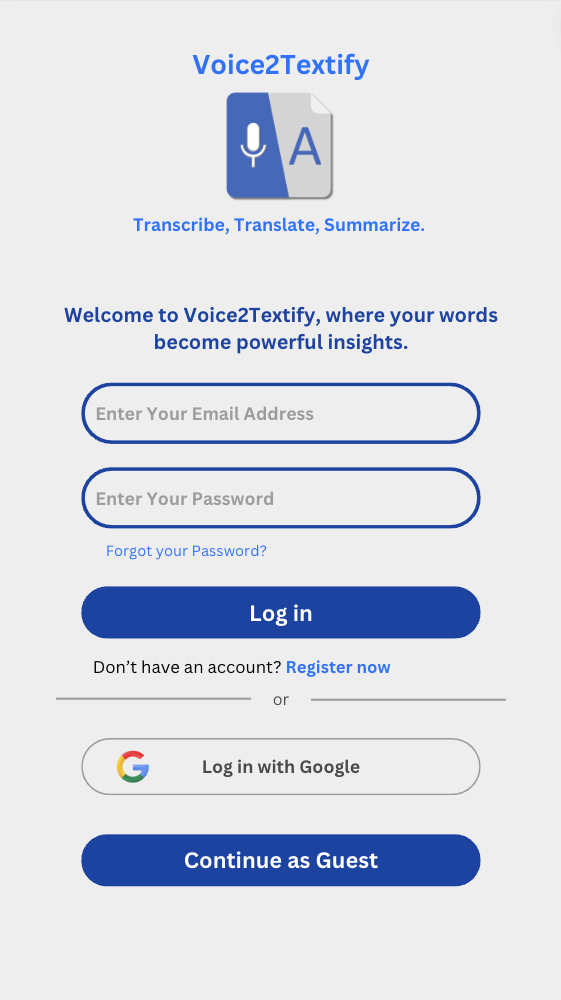 Voice2Textify
A
Transcribe, Translate, Summarize.
Welcome to Voice2Textify, where your words
become powerful insights.
Enter Your Email Address
Enter Your Password
Forgot your Password?
Log in
Don’t have an account? Register now
or
G
Log in with Google
Continue as Guest